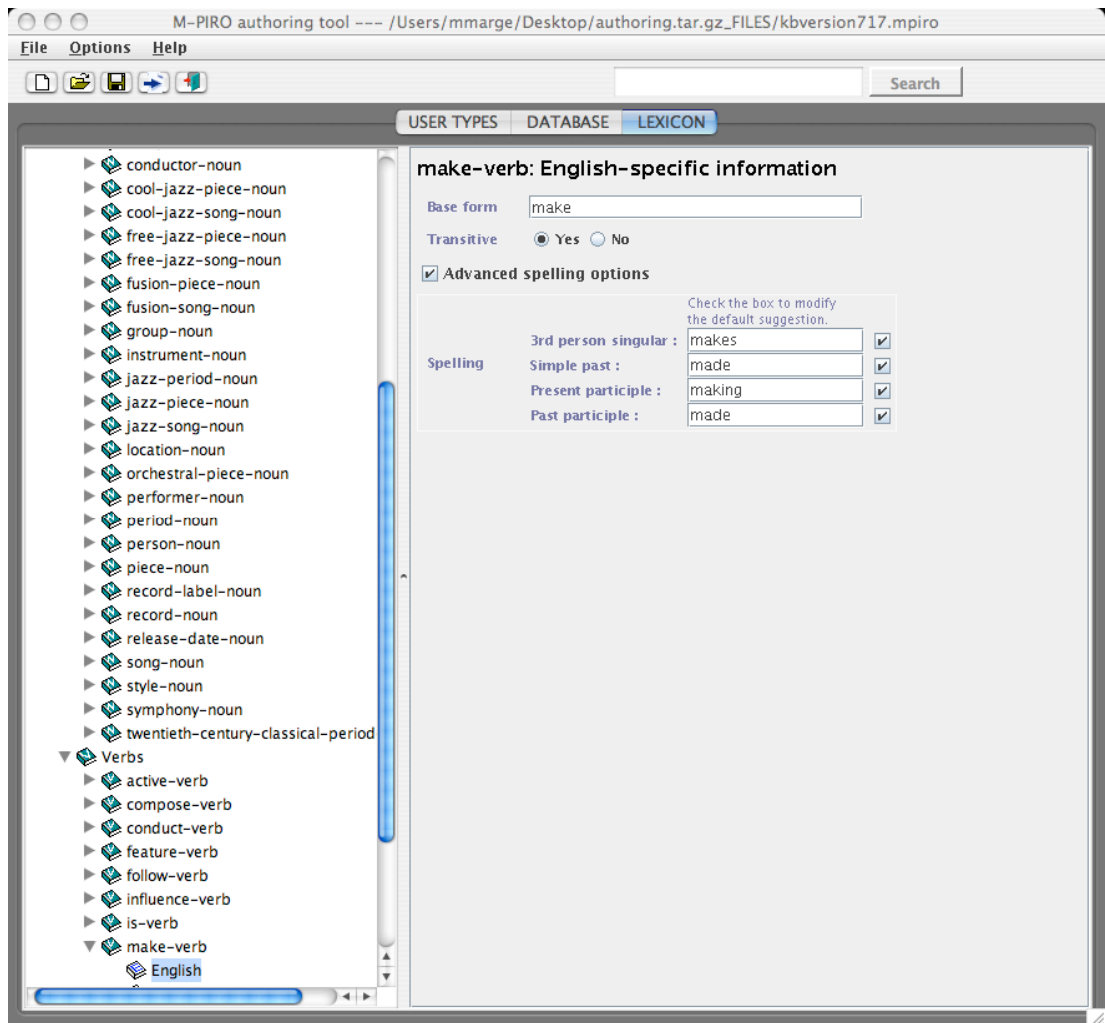 M-PIRO authoring tool --- /Users/mmarge/Desktop/authoring.tar.gz_FILES/kbversion717.mpiro
File Options Help
Search
USER TYPES DATABASE LEXICON
conductor-noun
cool-jazz-piece-noun
cool-jazz-song-noun
free-jazz-piece-noun
free-jazz-song-noun
fusion-piece-noun
fusion-song-noun
group-noun
instrument-noun
jazz-period-noun
jazz-piece-noun
jazz-song-noun
location-noun
orchestral-piece-noun
performer-noun
period-noun
person-noun
piece-noun
record-label-noun
record-noun
release-date-noun
song-noun
style-noun
symphony-noun
twentieth-century-classical-period
Verbs
active-verb
compose-verb
conduct-verb
feature-verb
follow-verb
influence-verb
is-verb
make-verb
English
make-verb: English-specific information
Base form make
Transitive Yes No
Advanced spelling options
Check the box to modify
the default suggestion.
Spelling
3rd person singular : makes
Simple past : made
Present participle : making
Past participle : made